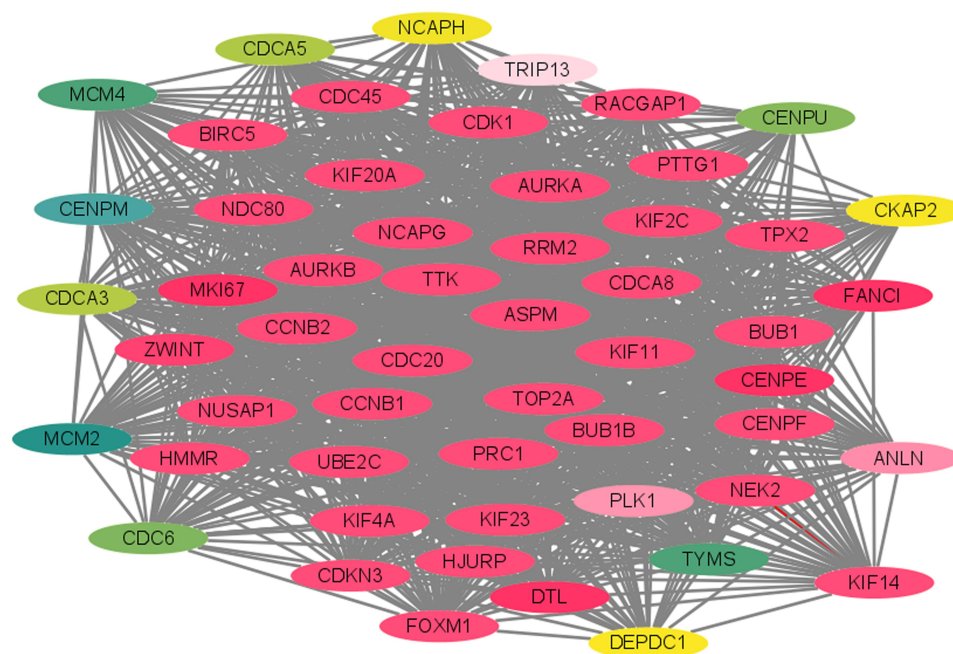 NCAPH
CDCA5
TRIP13
MCM4
CDC45
RACGAP1
CENPU
BIRC5
CDK1
PTTG1
KIF20A
AURKA
CENPM
NDC80
CKAP2
KIF2C
NCAPG
TPX2
RRM2
AURKB
TTK
CDCA8
MKI67
FANCI
CDCA3
ASPM
CCNB2
BUB1
ZWINT
KIF11
CDC20
CENPE
NUSAP1
CCNB1
TOP2A
CENPF
BUB1B
MCM2
HMMR
UBE2C
PRC1
ANLN
PLK1
NEK2
KIF4A
KIF23
CDC6
TYMS
HJURP
CDKN3
KIF14
DTL
FOXM1
DEPDC1